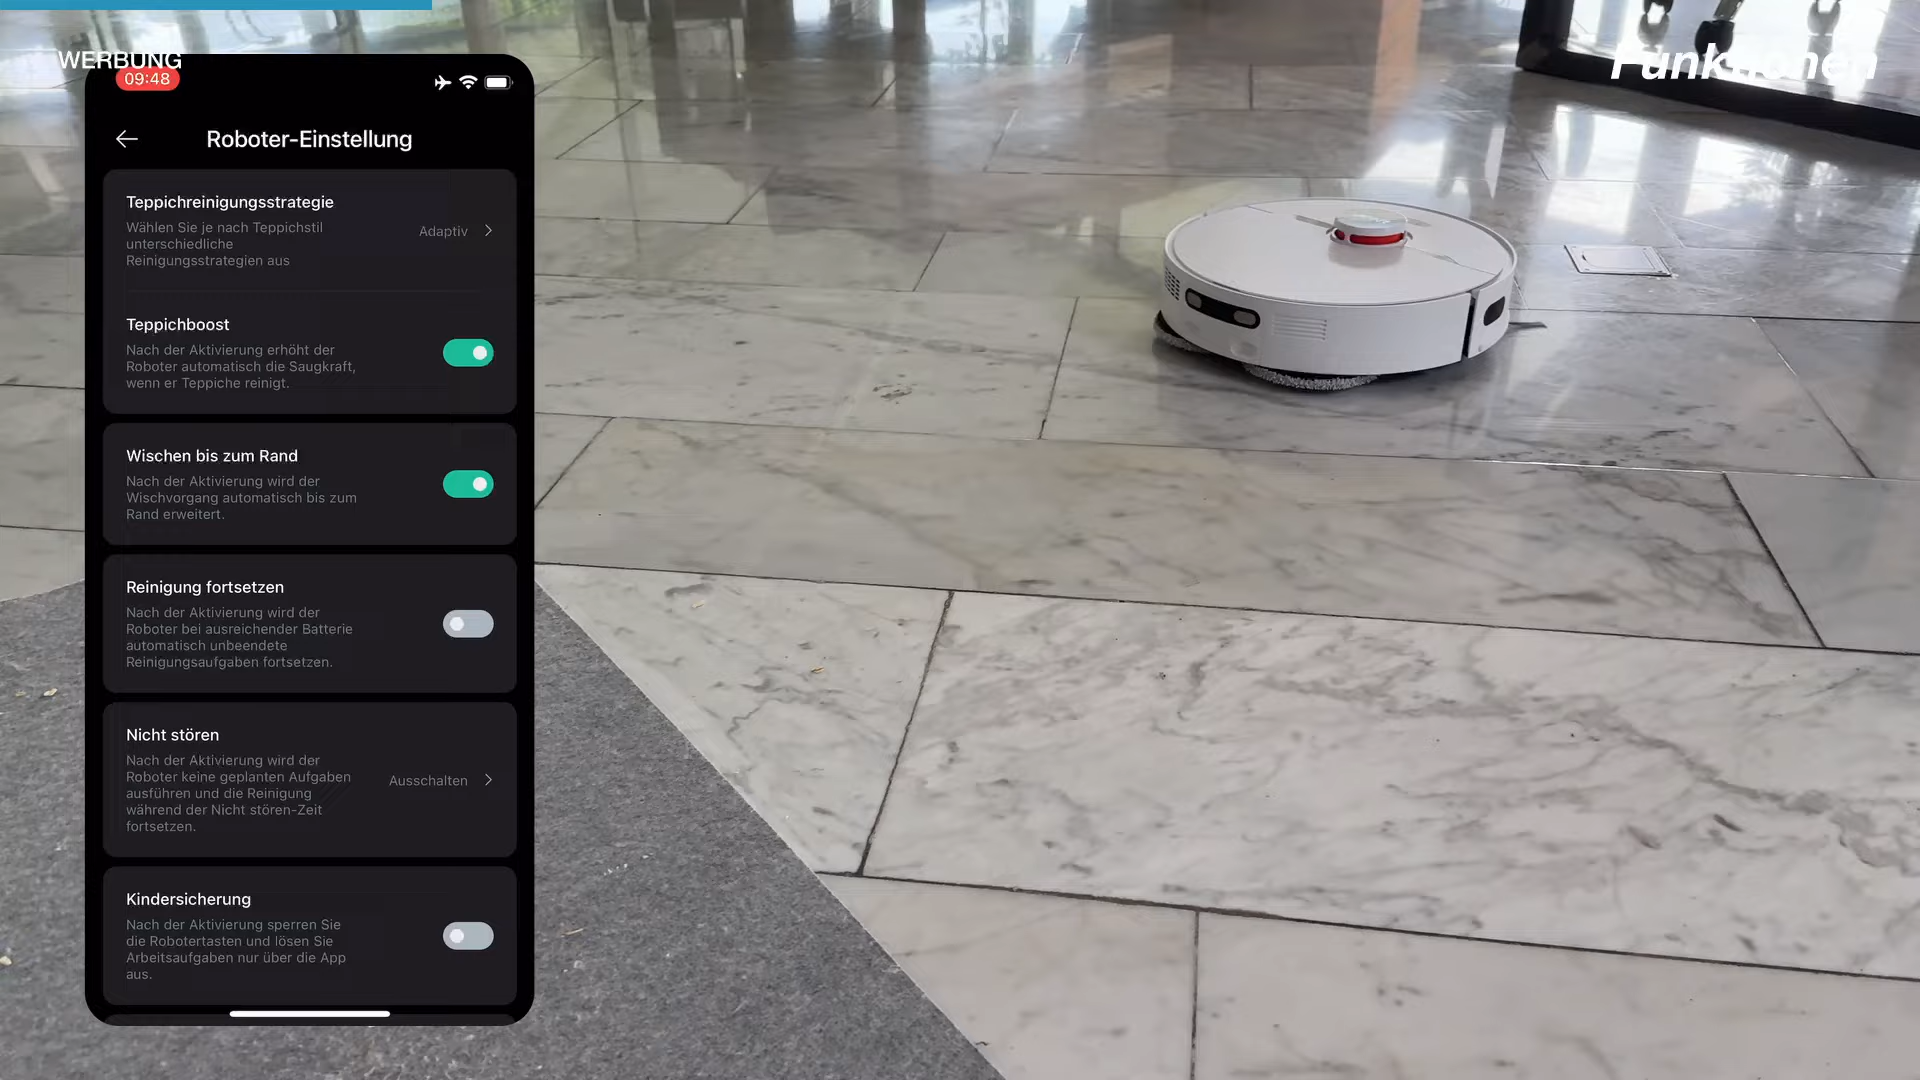 WERBUNG
Funktionen
09:48
Roboter-Einstellung
Teppichreinigungsstrategie
Wählen Sie je nach Teppichstil
unterschiedliche
Reinigungsstrategien aus
Adaptiv
Teppichboost
Nach der Aktivierung erhöht der
Roboter automatisch die Saugkraft,
wenn er Teppiche reinigt.
Wischen bis zum Rand
Nach der Aktivierung wird der
Wischvorgang automatisch bis zum
Rand erweitert.
Reinigung fortsetzen
Nach der Aktivierung wird der
Roboter bei ausreichender Batterie
automatisch unbeendete
Reinigungsaufgaben fortsetzen.
Nicht stören
Nach der Aktivierung wird der
Roboter keine geplanten Aufgaben
ausführen und die Reinigung
während der Nicht stören-Zeit
fortsetzen.
Ausschalten
Kindersicherung
Nach der Aktivierung sperren Sie
die Robotertasten und lösen Sie
Arbeitsaufgaben nur über die App
aus.